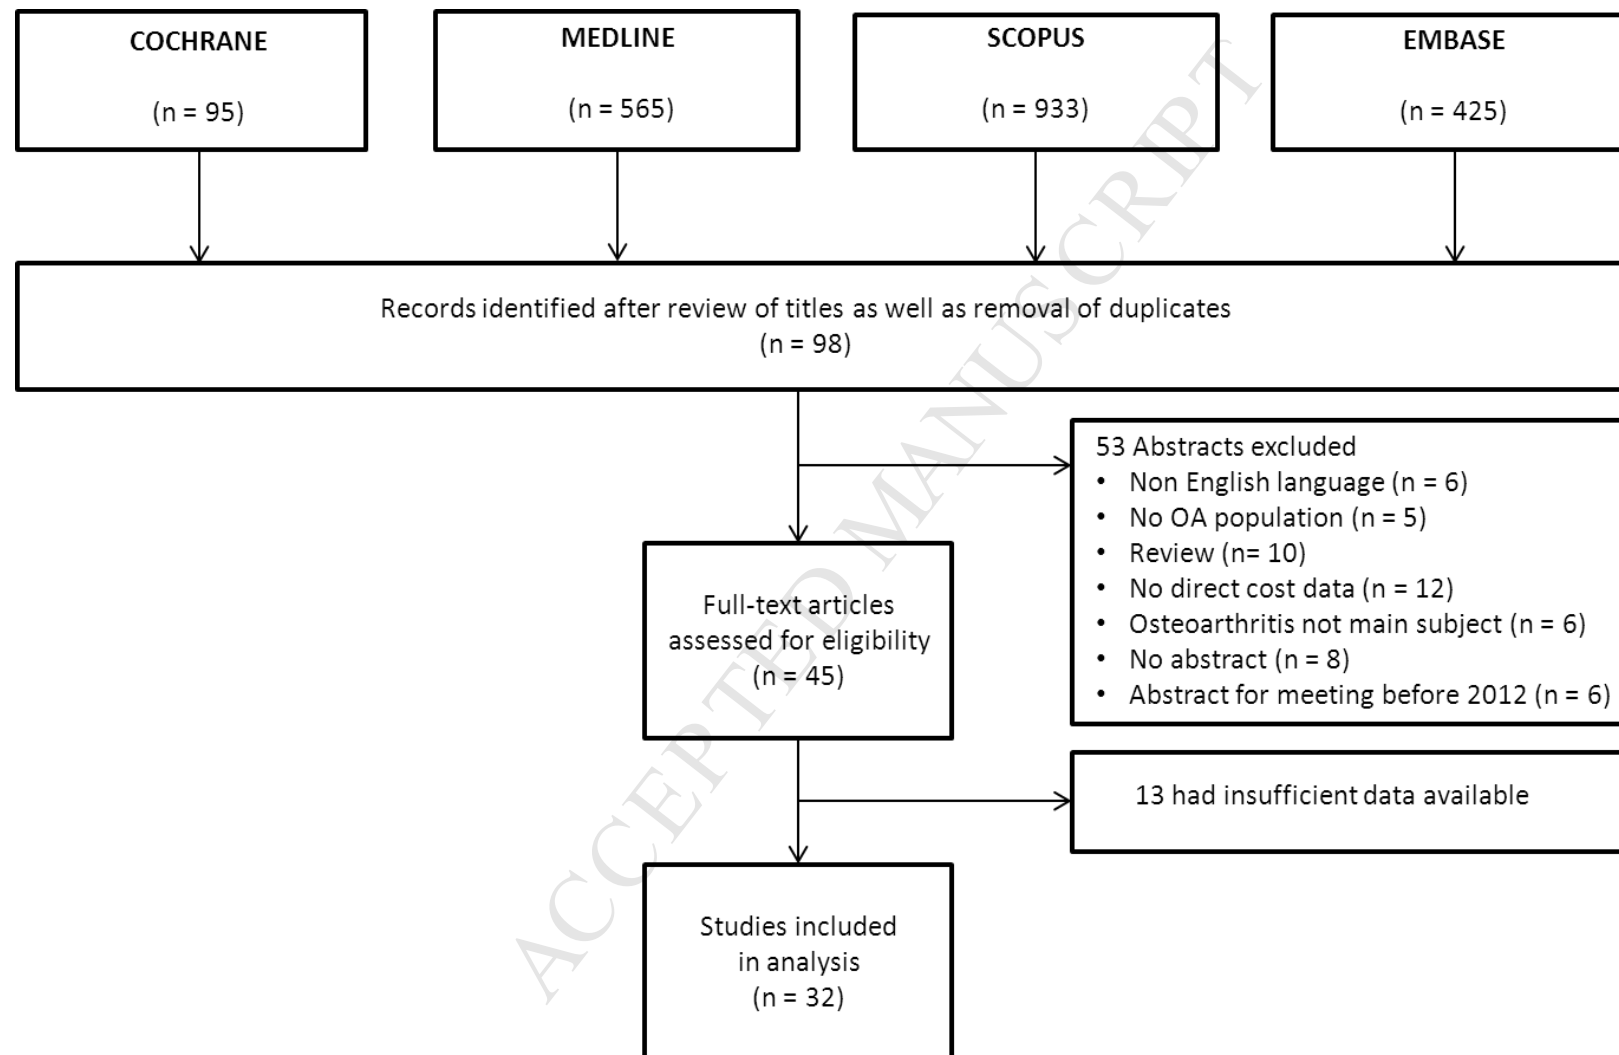 COCHRANE
(n = 95)
MEDLINE
(n = 565)
SCOPUS
(n = 933)
EMBASE
(n = 425)
Records identified after review of titles as well as removal of duplicates
(n = 98)
53 Abstracts excluded
• Non English language (n = 6)
• No OA population (n = 5)
• Review (n= 10)
• No direct cost data (n = 12)
• Osteoarthritis not main subject (n = 6)
• No abstract (n = 8)
• Abstract for meeting before 2012 (n = 6)
Full-text articles
assessed for eligibility
(n = 45)
13 had insufficient data available
Studies included
in analysis
(n = 32)
ACCEPTED MANUSCRIPT